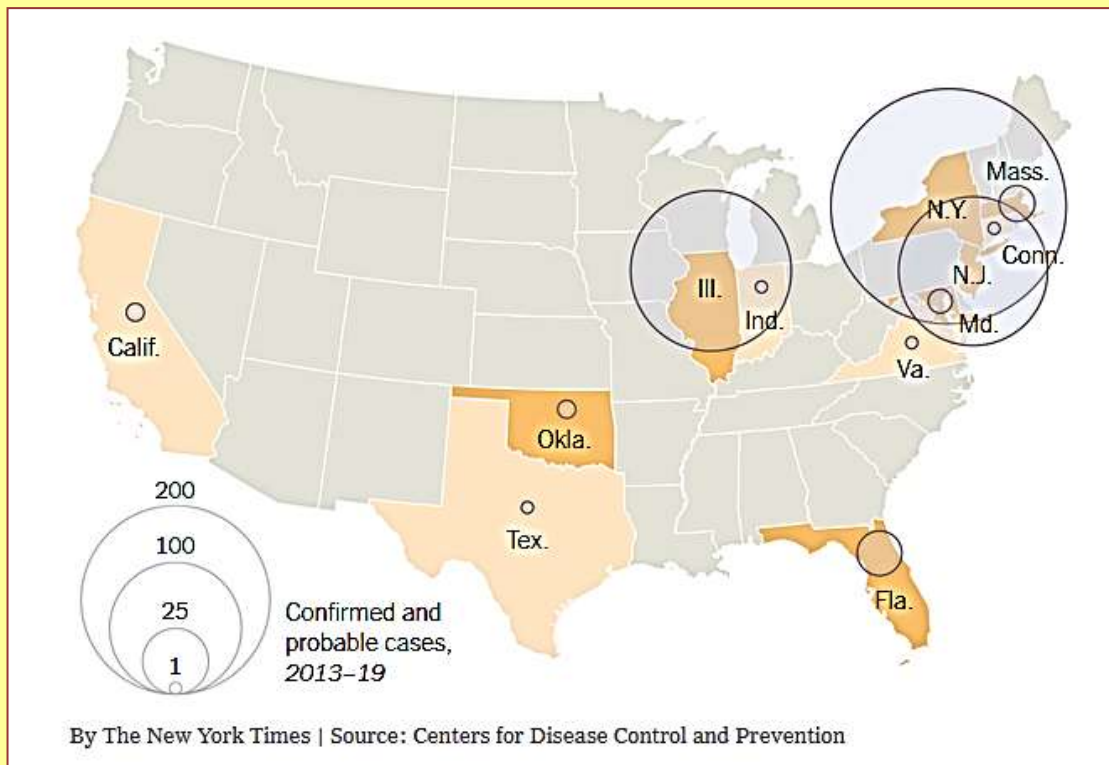 Mass.
N.Y.
Conn.
N.J.
Ill.
Ind.
Md.
Calif.
Va.
Okla.
Tex.
Fla.
200
100
25
1
Confirmed and
probable cases,
2013–19
By The New York Times | Source: Centers for Disease Control and Prevention